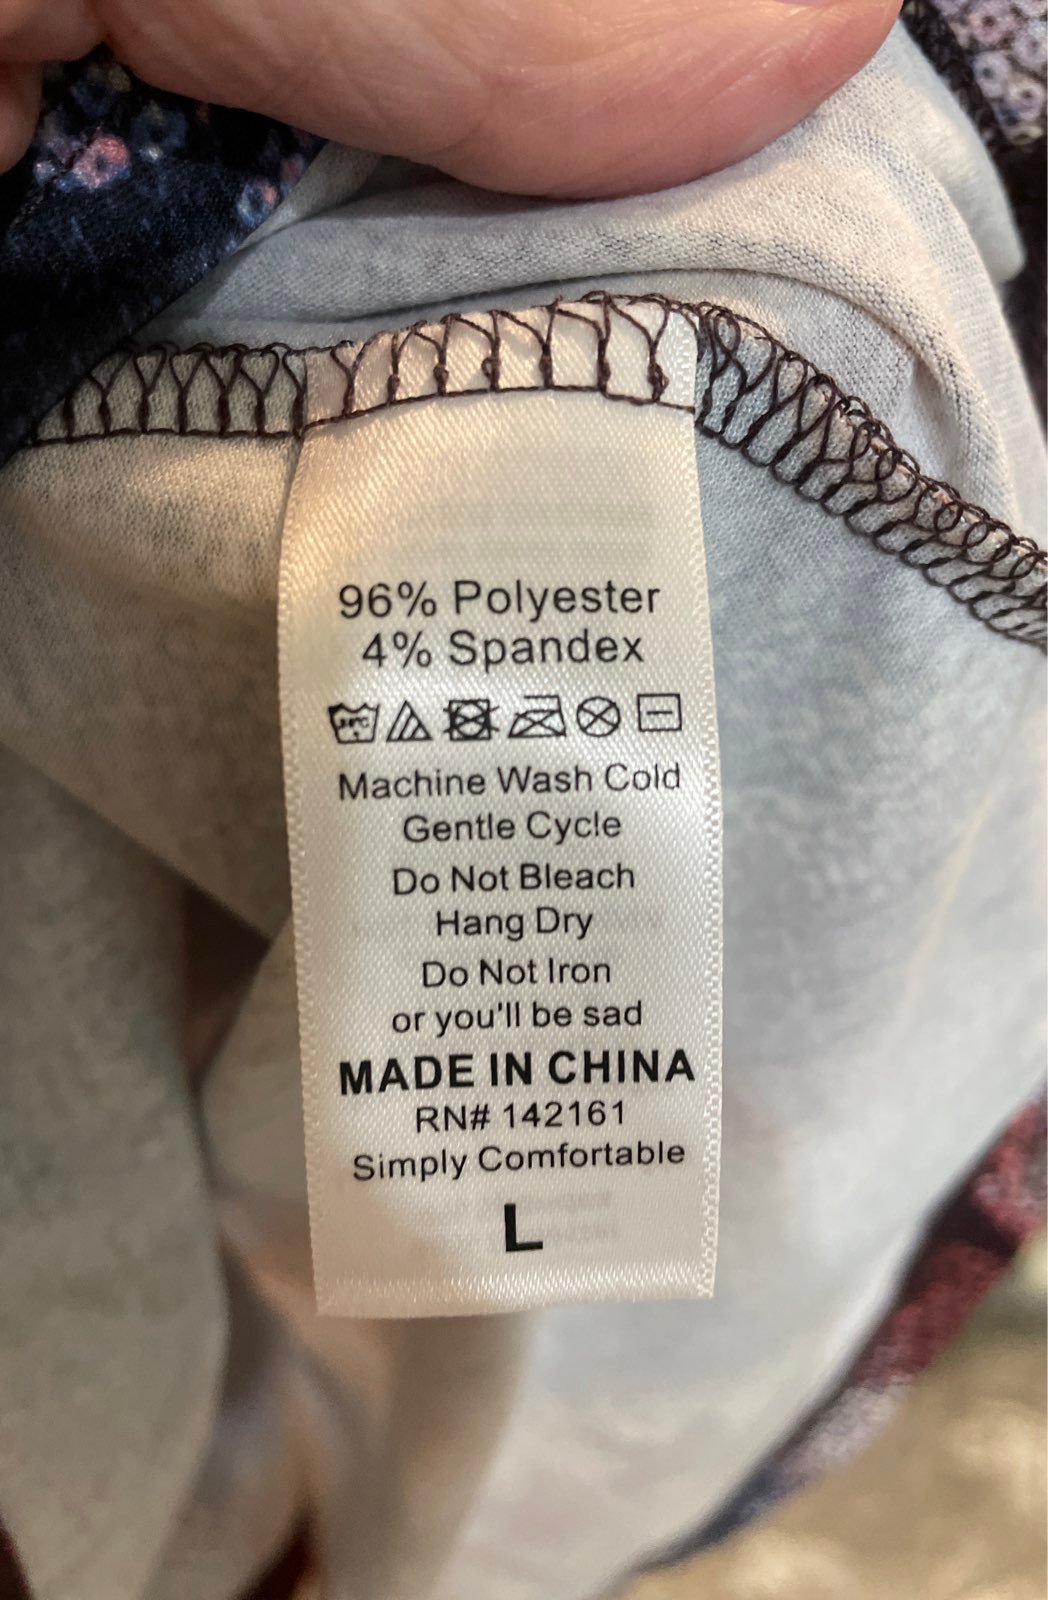 96% Polyester
4% Spandex
Machine Wash Cold
Gentle Cycle
Do Not Bleach
Hang Dry
Do Not Iron
or you'll be sad
MADE IN CHINA
RN# 142161
Simply Comfortable
L